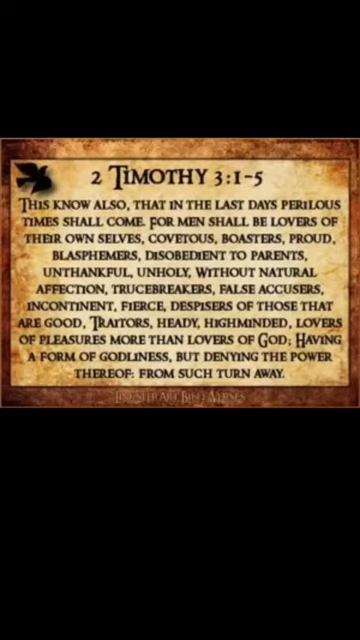 2 Timothy 3:1-5
This know also, that in the last days perilous
times shall come. For men shall be lovers of
their own selves, covetous, boasters, proud,
blasphemers, disobedient to parents,
unthankful, unholy, Without natural
affection, trucebreakers, false accusers,
incontinent, fierce, despisers of those that
are good, Traitors, heady, highminded, lovers
of pleasures more than lovers of God; Having
a form of godliness, but denying the power
thereof: from such turn away.
Bible Verses